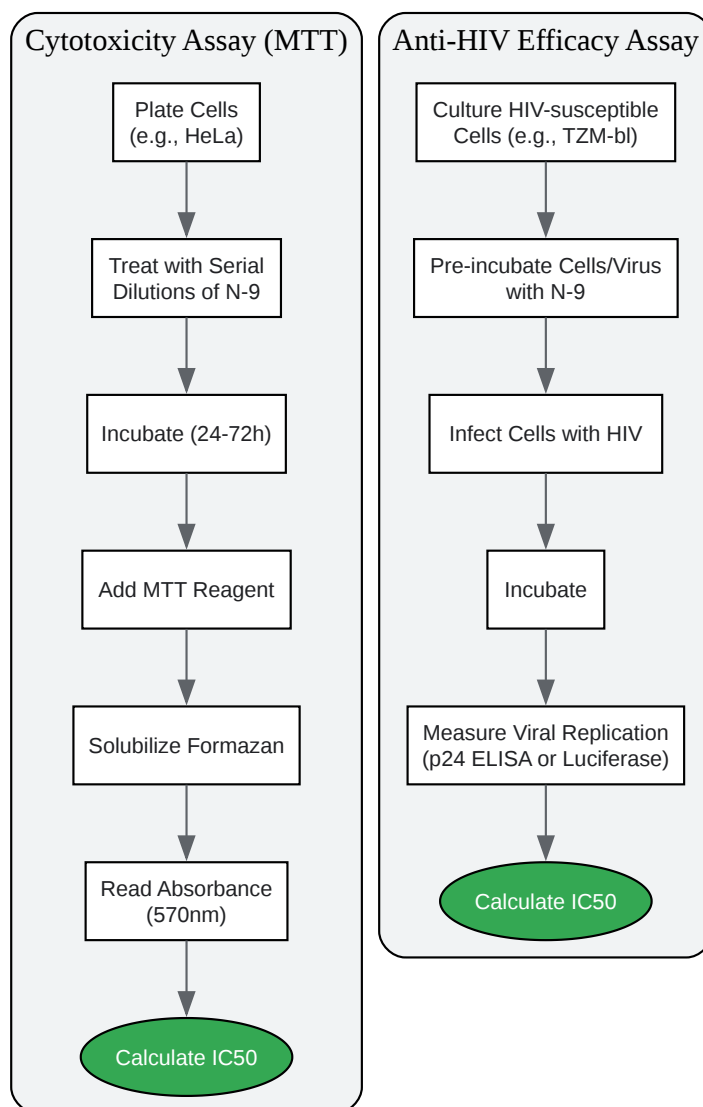 Cytotoxicity Assay (MTT)
Plate Cells
(e.g., HeLa)
Treat with Serial
Dilutions of N-9
Incubate (24-72h)
Add MTT Reagent
Solubilize Formazan
Read Absorbance
(570nm)
Calculate IC50
Anti-HIV Efficacy Assay
Culture HIV-susceptible
Cells (e.g., TZM-bl)
Pre-incubate Cells/Virus
with N-9
Infect Cells with HIV
Incubate
Measure Viral Replication
(p24 ELISA or Luciferase)
Calculate IC50